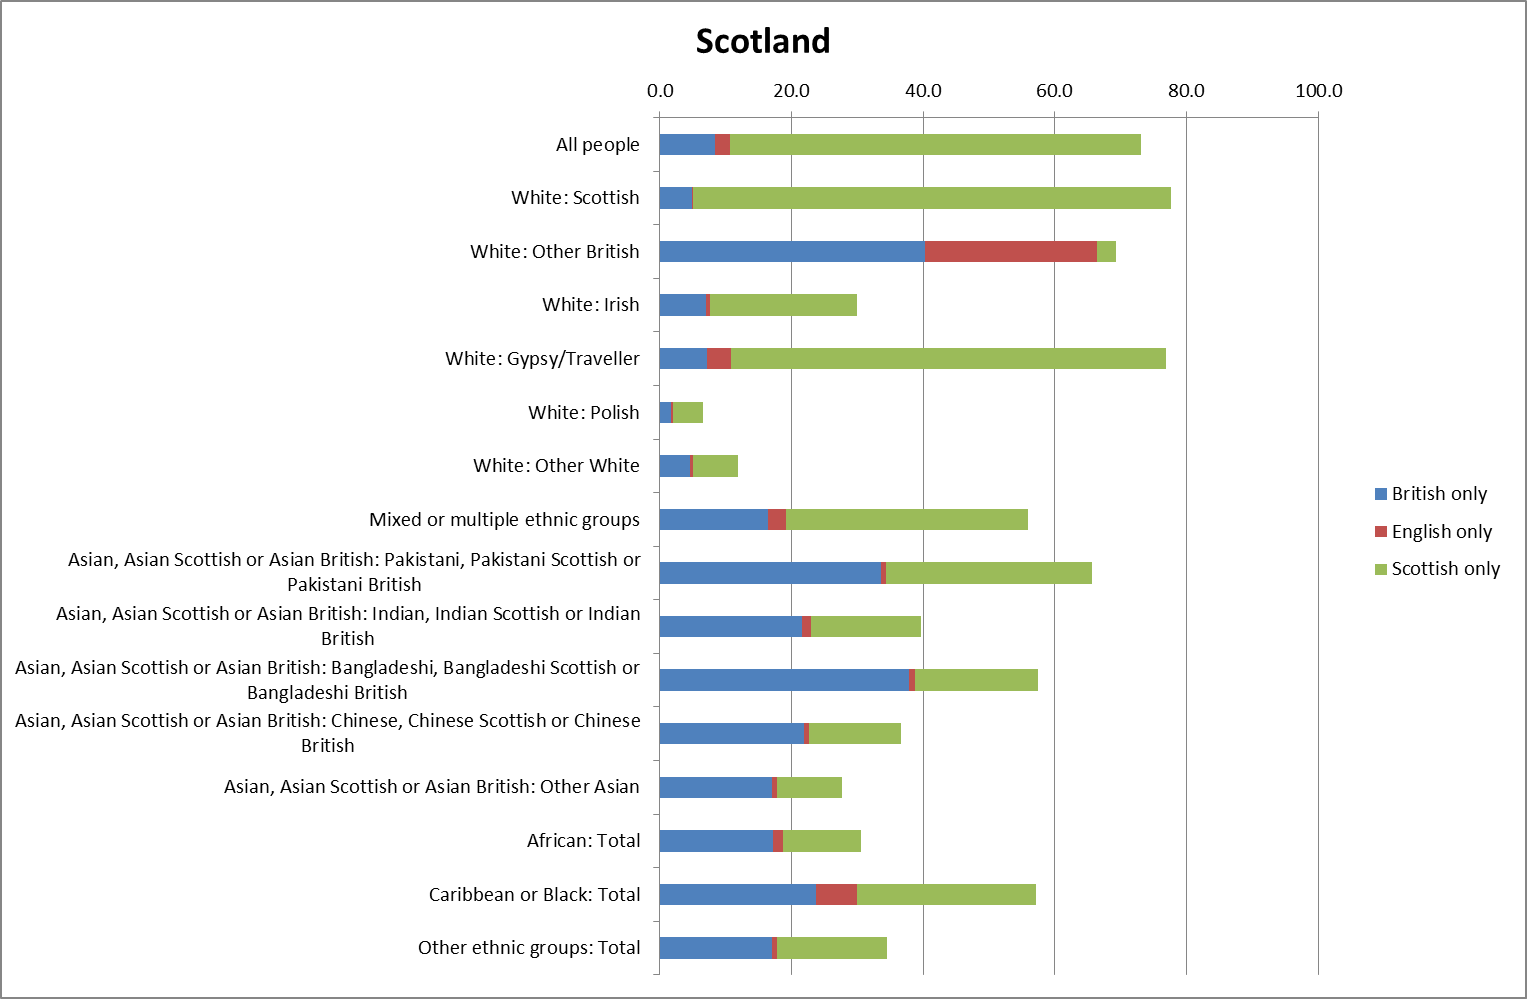 Scotland
0.0 20.0 40.0 60.0 80.0 100.0
All people
White: Scottish
White: Other British
White: Irish
White: Gypsy/Traveller
White: Polish
White: Other White
Mixed or multiple ethnic groups
Asian, Asian Scottish or Asian British: Pakistani, Pakistani Scottish or
Pakistani British
Asian, Asian Scottish or Asian British: Indian, Indian Scottish or Indian
British
Asian, Asian Scottish or Asian British: Bangladeshi, Bangladeshi Scottish or
Bangladeshi British
Asian, Asian Scottish or Asian British: Chinese, Chinese Scottish or Chinese
British
Asian, Asian Scottish or Asian British: Other Asian
African: Total
Caribbean or Black: Total
Other ethnic groups: Total
British only
English only
Scottish only